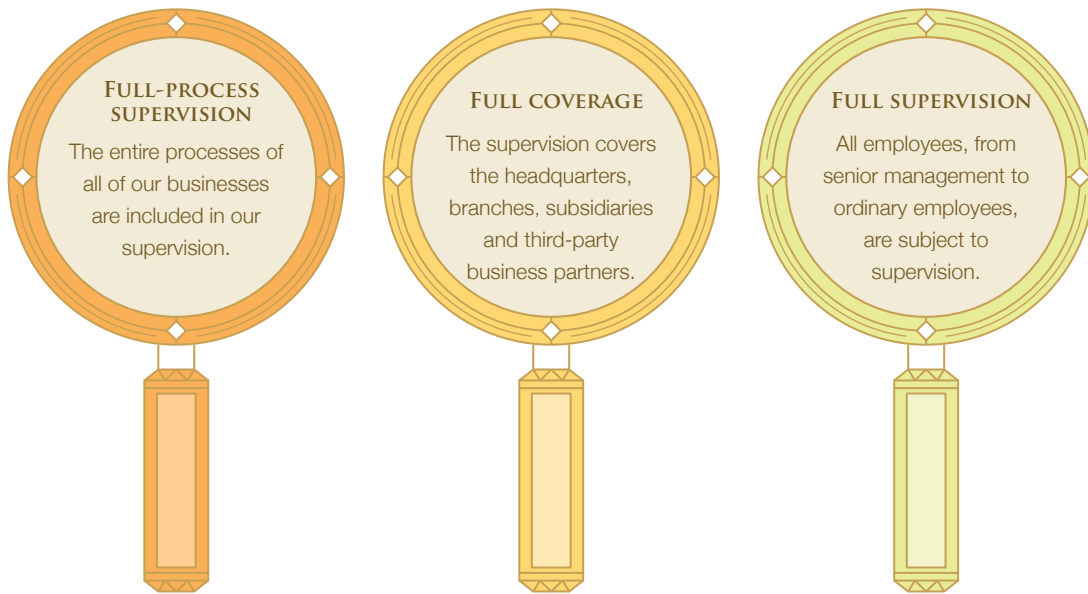 FULL-PROCESS
SUPERVISION
The entire processes of
all of our businesses
are included in our
supervision.
FULL COVERAGE
The supervision covers
the headquarters,
branches, subsidiaries
and third-party
business partners.
FULL SUPERVISION
All employees, from
senior management to
ordinary employees,
are subject to
supervision.